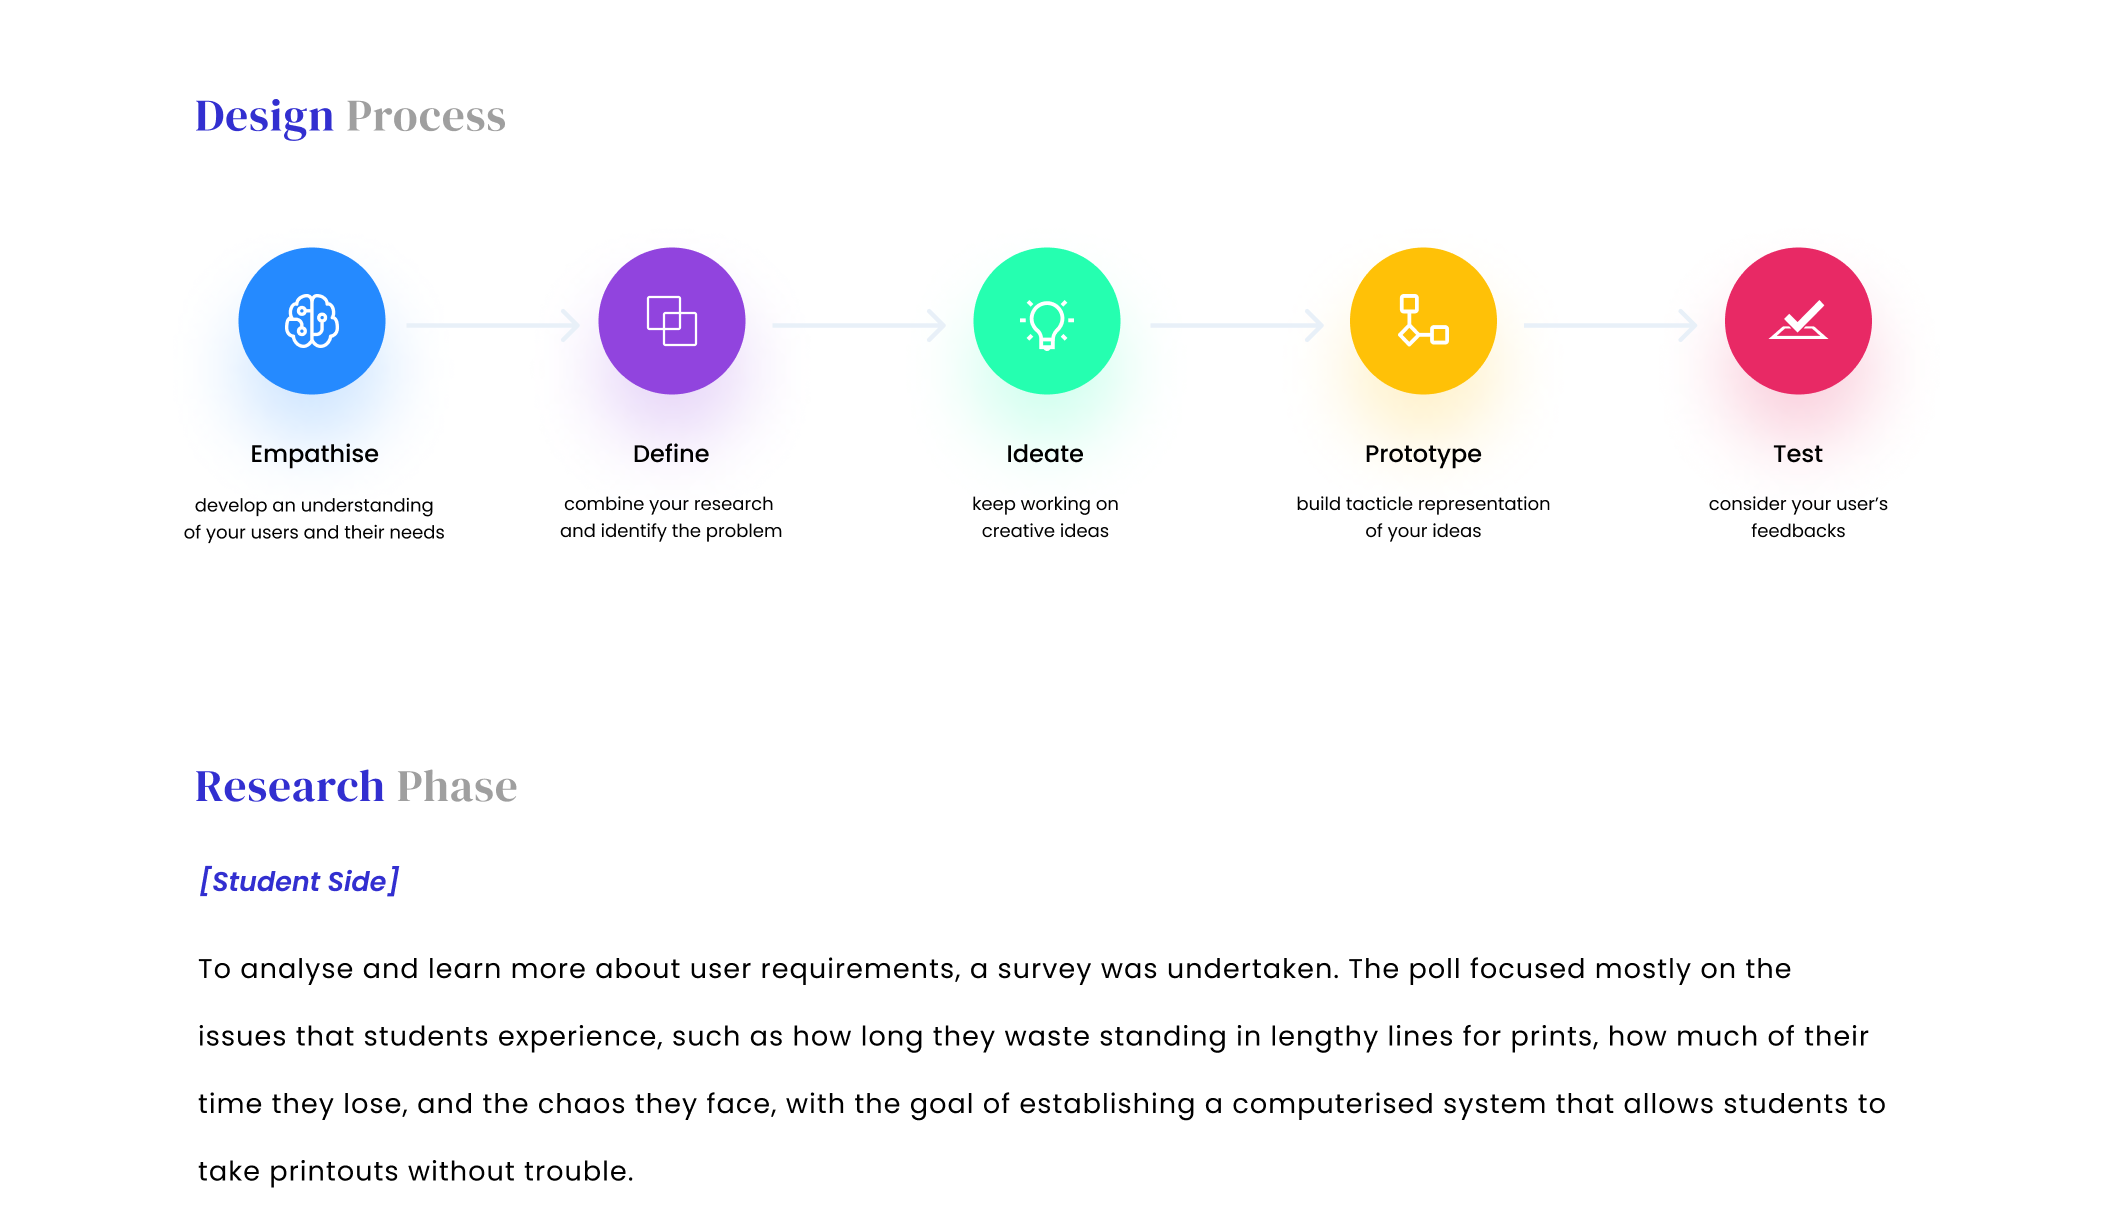 Design Process
Empathise
develop an understanding
of your users and their needs
Define
combine your research
and identify the problem
Ideate
keep working on
creative ideas
Prototype
build tacticle representation
of your ideas
Test
consider your user’s
feedbacks
Research Phase
[Student Side]
To analyse and learn more about user requirements, a survey was undertaken. The poll focused mostly on the
issues that students experience, such as how long they waste standing in lengthy lines for prints, how much of their
time they lose, and the chaos they face, with the goal of establishing a computerised system that allows students to
take printouts without trouble.